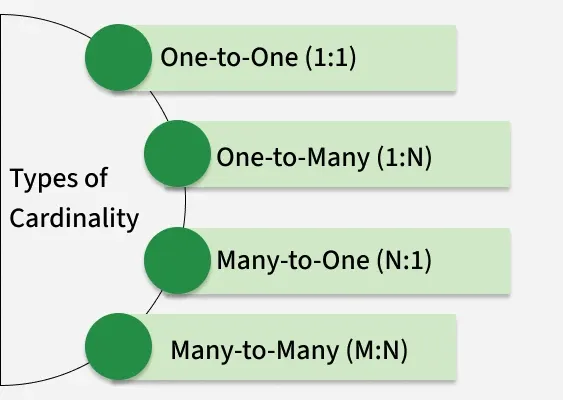 One-to-One (1:1)
One-to-Many (1:N)
Types of
Cardinality
Many-to-One (N:1)
Many-to-Many (M:N)